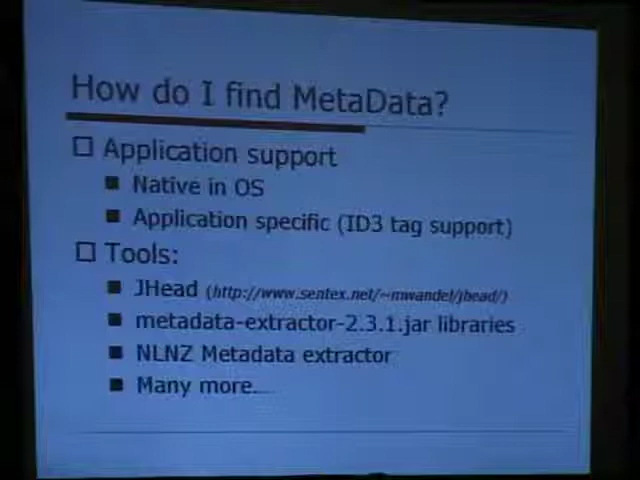 How do I find MetaData?
Application support
Native in OS
Application specific (ID3 tag support)
Tools:
JHead (http://www.sentex.net/~mwandel/jhead/)
metadata-extractor-2.3.1.jar libraries
NLNZ Metadata extractor
Many more....